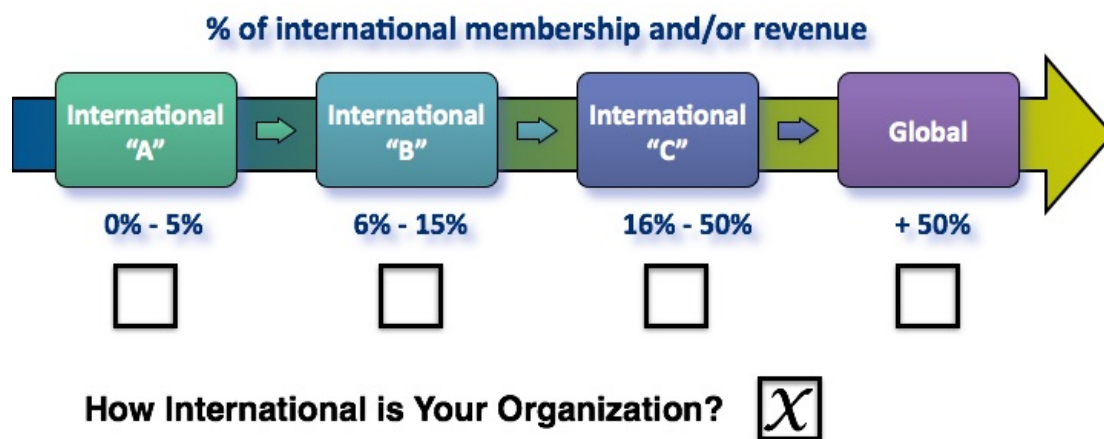 % of international membership and/or revenue
International
“A”
International
“B”
International
“C”
Global
0% - 5%
6% - 15%
16% - 50%
+ 50%
How International is Your Organization? X